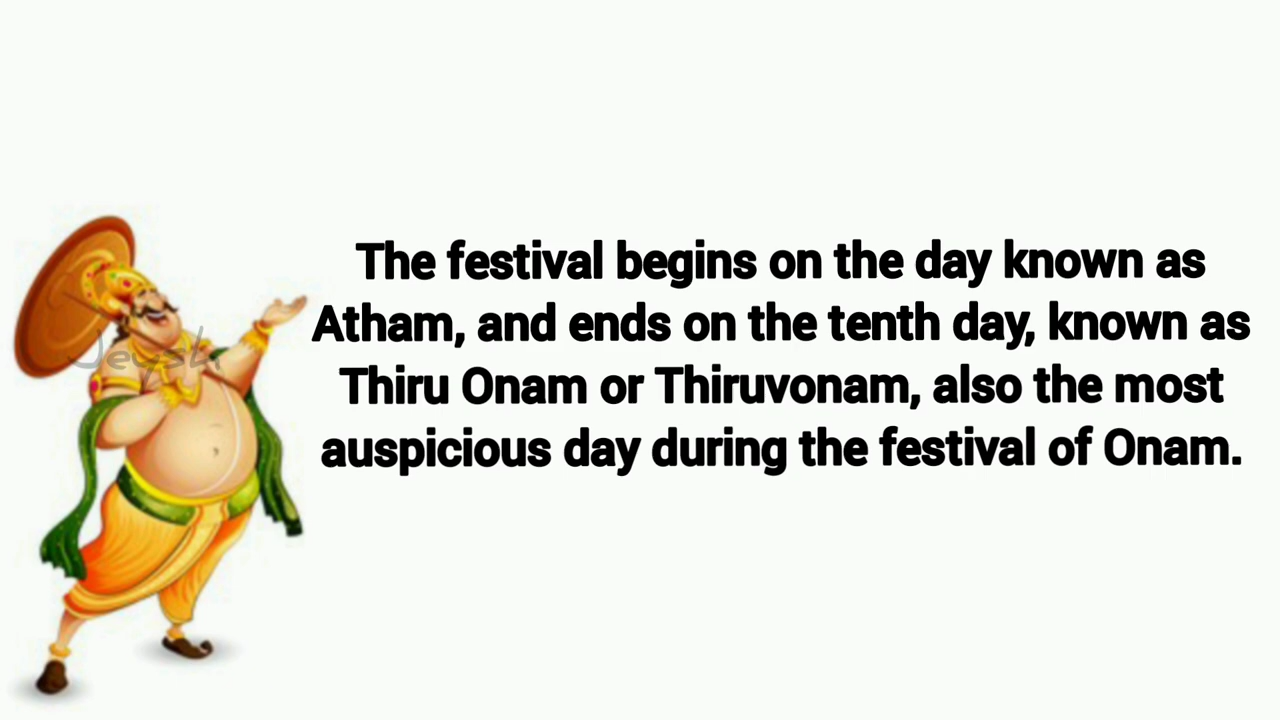 The festival begins on the day known as
Atham, and ends on the tenth day, known as
Thiru Onam or Thiruvonam, also the most
auspicious day during the festival of Onam.